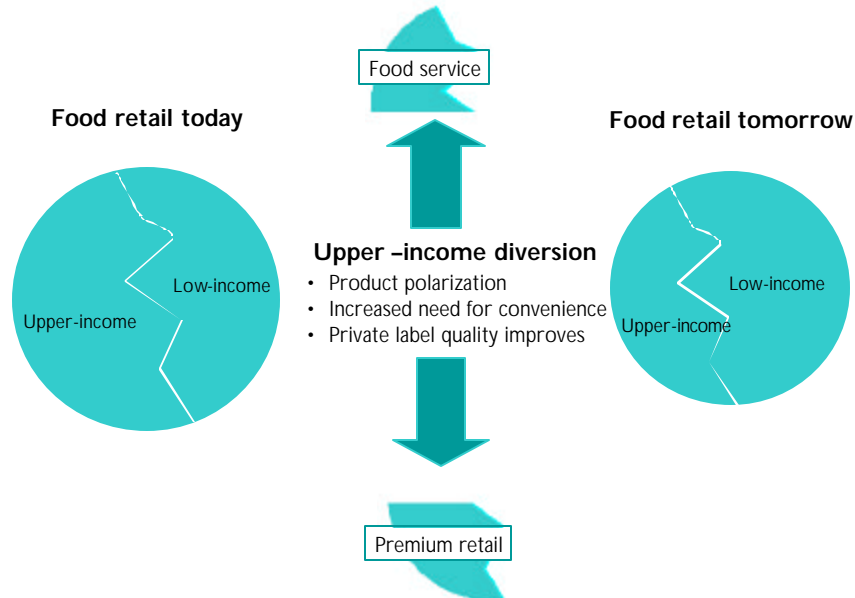 Food service
Food retail today
Food retail tomorrow
Upper –income diversion
• Product polarization
• Increased need for convenience
• Private label quality improves
Low-income
Upper-income
Low-income
Upper-income
Premium retail